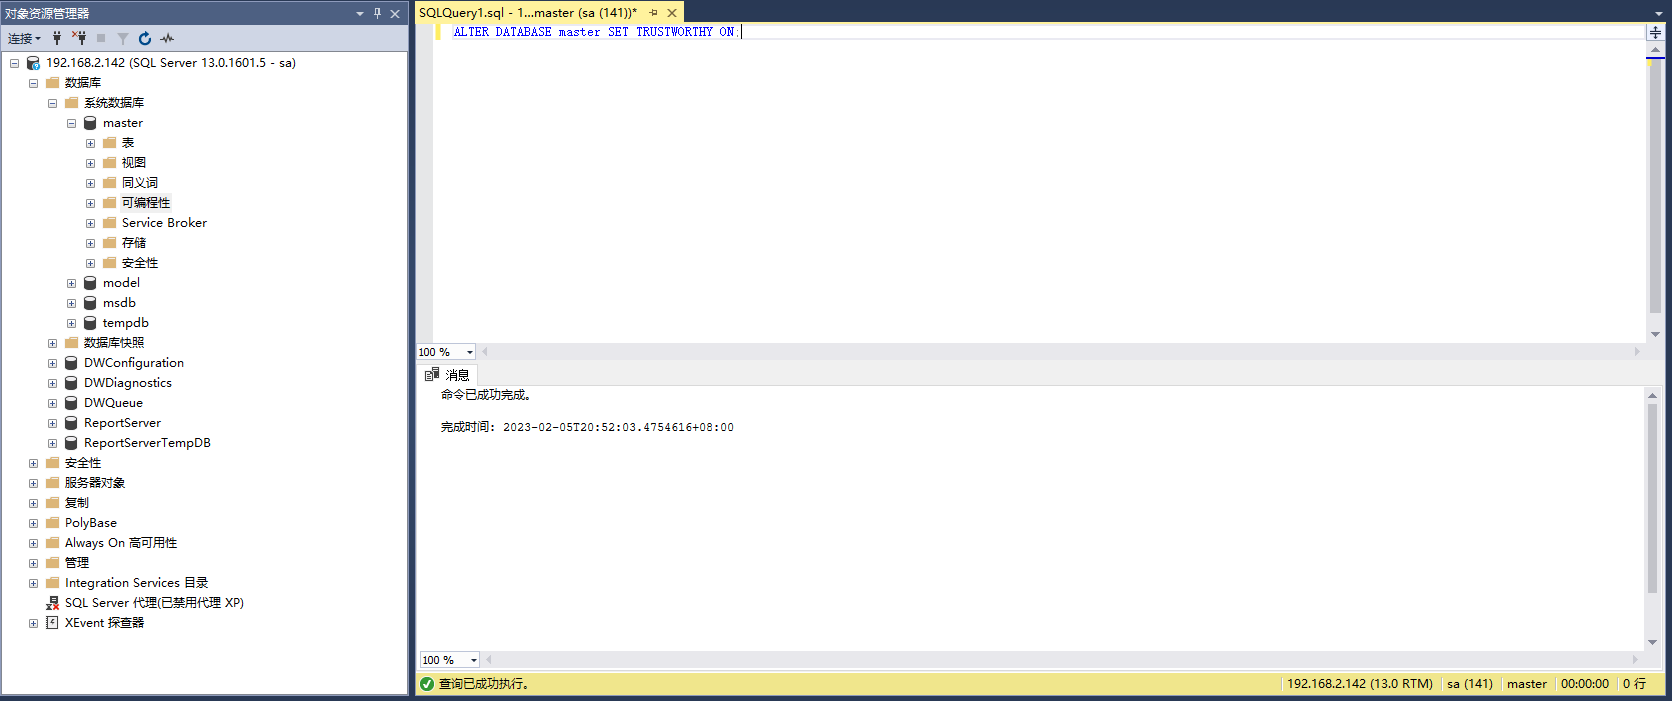 对象资源管理器
连接
192.168.2.142 (SQL Server 13.0.1601.5 - sa)
数据库
系统数据库
master
表
视图
同义词
可编程性
Service Broker
存储
安全性
model
msdb
tempdb
数据库快照
DWConfiguration
DWDiagnostics
DWQueue
ReportServer
ReportServerTempDB
安全性
服务器对象
复制
PolyBase
Always On 高可用性
管理
Integration Services 目录
SQL Server 代理(已禁用代理 XP)
XEvent 探查器
SQLQuery1.sql - 1...master (sa (141))*
ALTER DATABASE master SET TRUSTWORTHY ON;
100 %
消息
命令已成功完成。
完成时间: 2023-02-05T20:52:03.4754616+08:00
100 %
查询已成功执行。
192.168.2.142 (13.0 RTM)
sa (141)
master
00:00:00
0 行